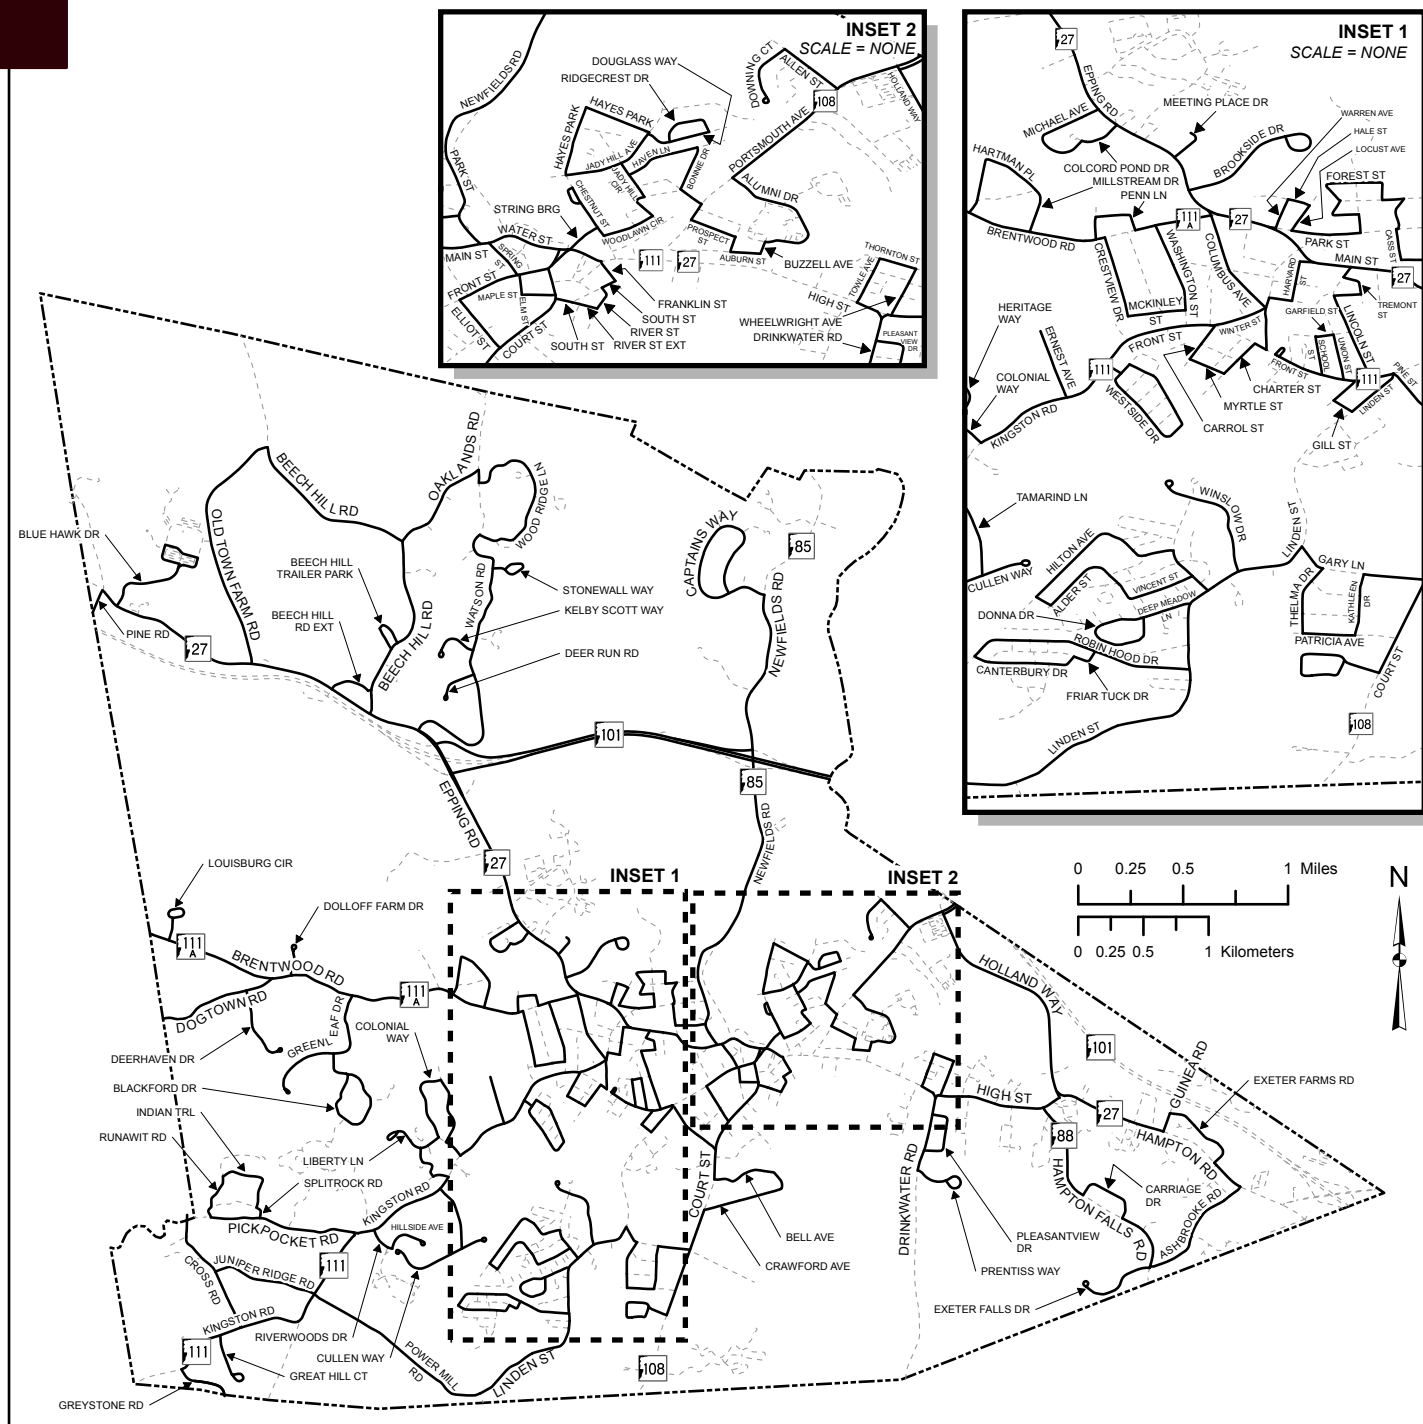 INSET 2
SCALE = NONE
DOUGLASS WAY
RIDGECREST DR
NEWFIELDS RD
HAYES PARK
HAYES PARK
DOWNING CT
ALLEN ST
108
HOLLAND WAY
PORTSMOUTH AVE
JADY HILL AVE
HAVEN LN
JADY HILL CIR
BONNIE DR
ALUMNI DR
PARK ST
CHESTNUT ST
STRING BRG
WOODLAWN CIR
PROSPECT ST
WATER ST
MAIN ST
SPRING ST
111
27
AUBURN ST
BUZZELL AVE
THORNTON ST
TOWLE AVE
FRONT ST
MAPLE ST
ELM ST
FRANKLIN ST
SOUTH ST
RIVER ST
RIVER ST EXT
SOUTH ST
HIGH ST
WHEELWRIGHT AVE
DRINKWATER RD
PLEASANT VIEW DR
ELLIOT ST
COURT ST
INSET 1
SCALE = NONE
27
EPPING RD
MEETING PLACE DR
MICHAEL AVE
WARREN AVE
HALE ST
LOCUST AVE
BROOKSIDE DR
HARTMAN PL
COLCORD POND DR
MILLSTREAM DR
PENN LN
FOREST ST
111
A
27
BRENTWOOD RD
CRESTVIEW DR
WASHINGTON ST
COLUMBUS AVE
PARK ST
CASS ST
MAIN ST
27
HARVARD ST
MCKINLEY ST
HERITAGE WAY
ERNEST AVE
FRONT ST
WINTER ST
GARFIELD ST
LINCOLN ST
TREMONT ST
SCHOOL ST
UNION ST
COLONIAL WAY
111
FRONT ST
111
PINE ST
KINGSTON RD
WESTSIDE DR
CHARTER ST
MYRTLE ST
CARROL ST
LINDEN ST
GILL ST
TAMARIND LN
WINSLOW DR
LINDEN ST
HILTON AVE
GARY LN
CULLEN WAY
ALDER ST
VINCENT ST
DEEP MEADOW LN
THELMA DR
KATHLEEN DR
DONNA DR
ROBIN HOOD DR
PATRICIA AVE
CANTERBURY DR
FRIAR TUCK DR
COURT ST
108
LINDEN ST
OAKLANDS RD
BEECH HILL RD
WOOD RIDGE LN
CAPTAINS WAY
85
BLUE HAWK DR
OLD TOWN FARM RD
BEECH HILL
TRAILER PARK
STONEWALL WAY
WATSON RD
KELBY SCOTT WAY
BEECH HILL
RD EXT
NEWFIELDS RD
PINE RD
27
BEECH HILL RD
DEER RUN RD
101
85
EPPING RD
NEWFIELDS RD
27
INSET 1
INSET 2
0 0.25 0.5 1 Miles
0 0.25 0.5 1 Kilometers
N
LOUISBURG CIR
DOLLOFF FARM DR
111
A
BRENTWOOD RD
111
A
HOLLAND WAY
DOGTOWN RD
GREENLEAF DR
COLONIAL
WAY
DEERHAVEN DR
101
GUINEA RD
BLACKFORD DR
HIGH ST
EXETER FARMS RD
INDIAN TRL
27
RUNAWIT RD
88
HAMPTON RD
LIBERTY LN
SPLITROCK RD
COURT ST
DRINKWATER RD
CARRIAGE
DR
KINGSTON RD
PICKPOCKET RD
HILLSIDE AVE
HAMPTON FALLS RD
ASHBROOKE RD
BELL AVE
PLEASANTVIEW
DR
CROSS RD
JUNIPER RIDGE RD
111
CRAWFORD AVE
PRENTISS WAY
EXETER FALLS DR
KINGSTON RD
RIVERWOODS DR
111
CULLEN WAY
POWER MILL RD
LINDEN ST
108
GREAT HILL CT
GREYSTONE RD